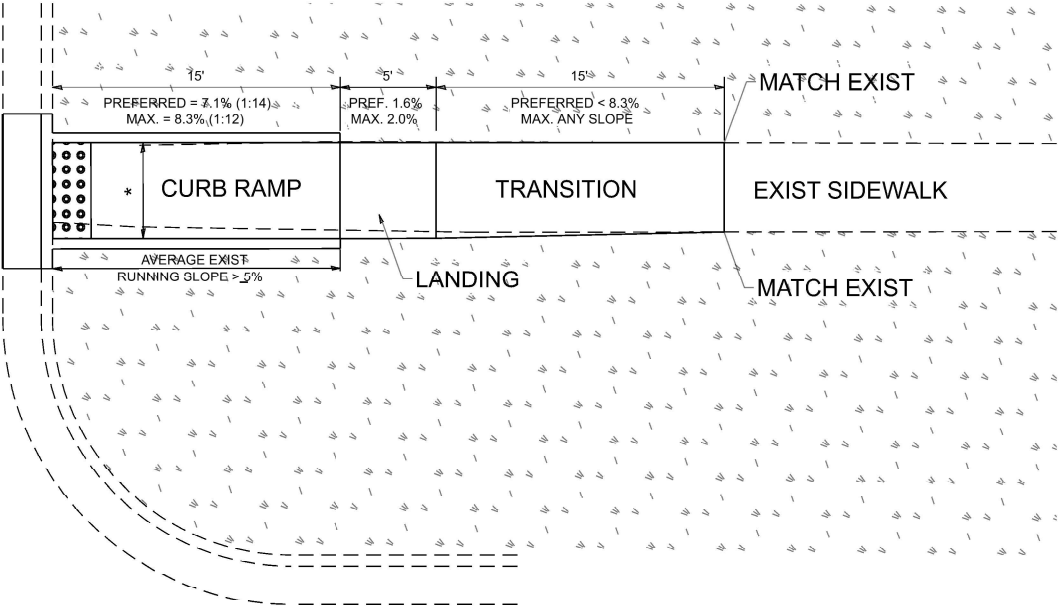 15'
5'
15'
MATCH EXIST
PREFERRED = 7.1% (1:14)
PREF. 1.6%
PREFERRED < 8.3%
MAX. = 8.3% (1:12)
MAX. 2.0%
MAX. ANY SLOPE
*
CURB RAMP
TRANSITION
EXIST SIDEWALK
AVERAGE EXIST
RUNNING SLOPE > 5%
LANDING
MATCH EXIST